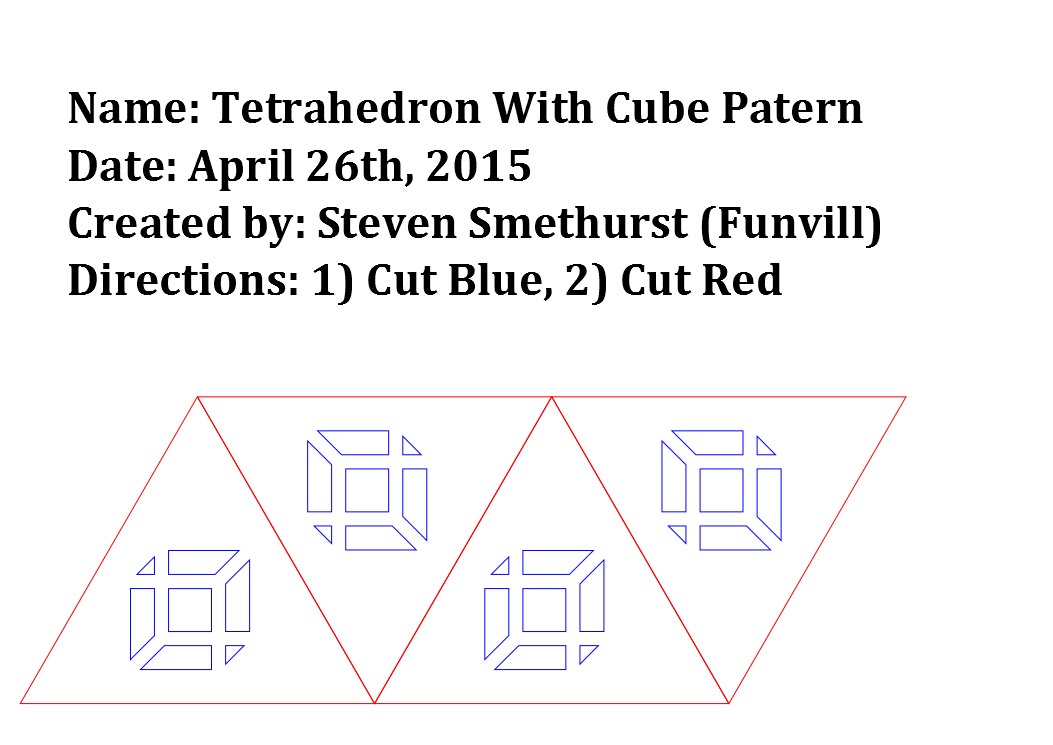 Name: Tetrahedron With Cube Patern
Date: April 26th, 2015
Created by: Steven Smethurst (Funvill)
Directions: 1) Cut Blue, 2) Cut Red